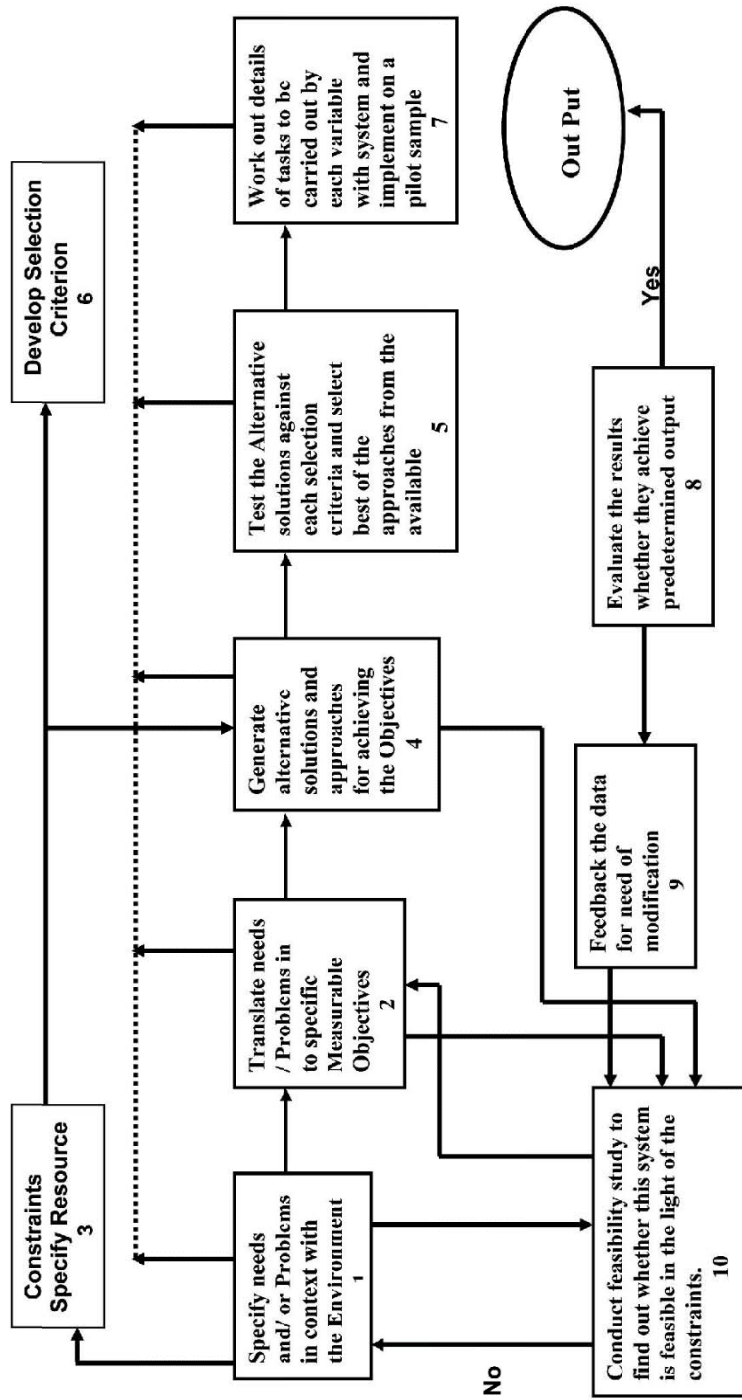 Constraints
Specify Resource
3
Develop Selection
Criterion
6
Specify needs
and/ or Problems
in context with
the Environment
1
Translate needs
/ Problems in
to specific
Measurable
Objectives
2
Generate
alternative
solutions and
approaches
for achieving
the Objectives
4
Test the Alternative
solutions against
each selection
criteria and select
best of the
approaches from the
available
5
Work out details
of tasks to be
carried out by
each variable
with system and
implement on a
pilot sample
7
No
Conduct feasibility study to
find out whether this system
is feasible in the light of the
constraints.
10
Feedback the data
for need of
modification
9
Evaluate the results
whether they achieve
predetermined output
8
Yes
Out Put